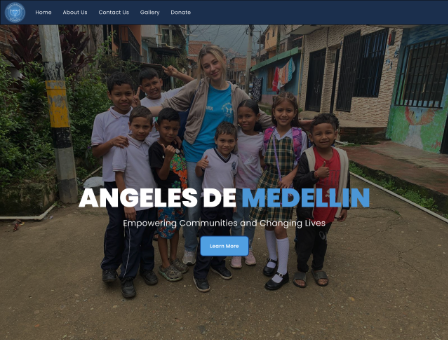 Home
About Us
Contact Us
Gallery
Donate
ANGELES DE MEDELLIN
Empowering Communities and Changing Lives
Learn More